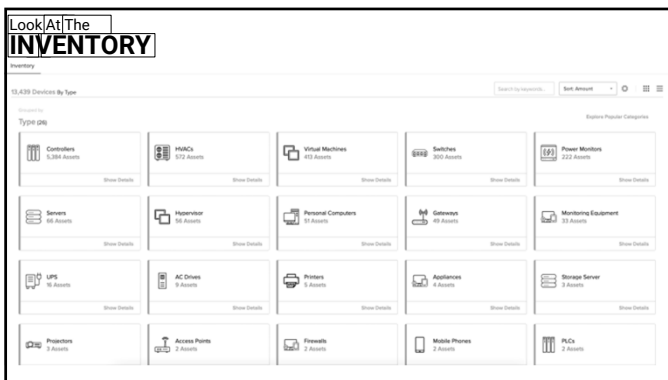 Look At The
INVENTORY
Inventory
13,439 Devices By Type
Search by keywords...
Sort: Amount
Grouped by
Type (26)
Explore Popular Categories
Controllers
5,384 Assets
Show Details
HVACs
572 Assets
Show Details
Virtual Machines
413 Assets
Show Details
Switches
300 Assets
Show Details
Power Monitors
222 Assets
Show Details
Servers
66 Assets
Show Details
Hypervisor
56 Assets
Show Details
Personal Computers
51 Assets
Show Details
Gateways
49 Assets
Show Details
Monitoring Equipment
33 Assets
Show Details
UPS
16 Assets
Show Details
AC Drives
9 Assets
Show Details
Printers
5 Assets
Show Details
Appliances
4 Assets
Show Details
Storage Server
3 Assets
Show Details
Projectors
3 Assets
Access Points
2 Assets
Firewalls
2 Assets
Mobile Phones
2 Assets
PLCs
2 Assets